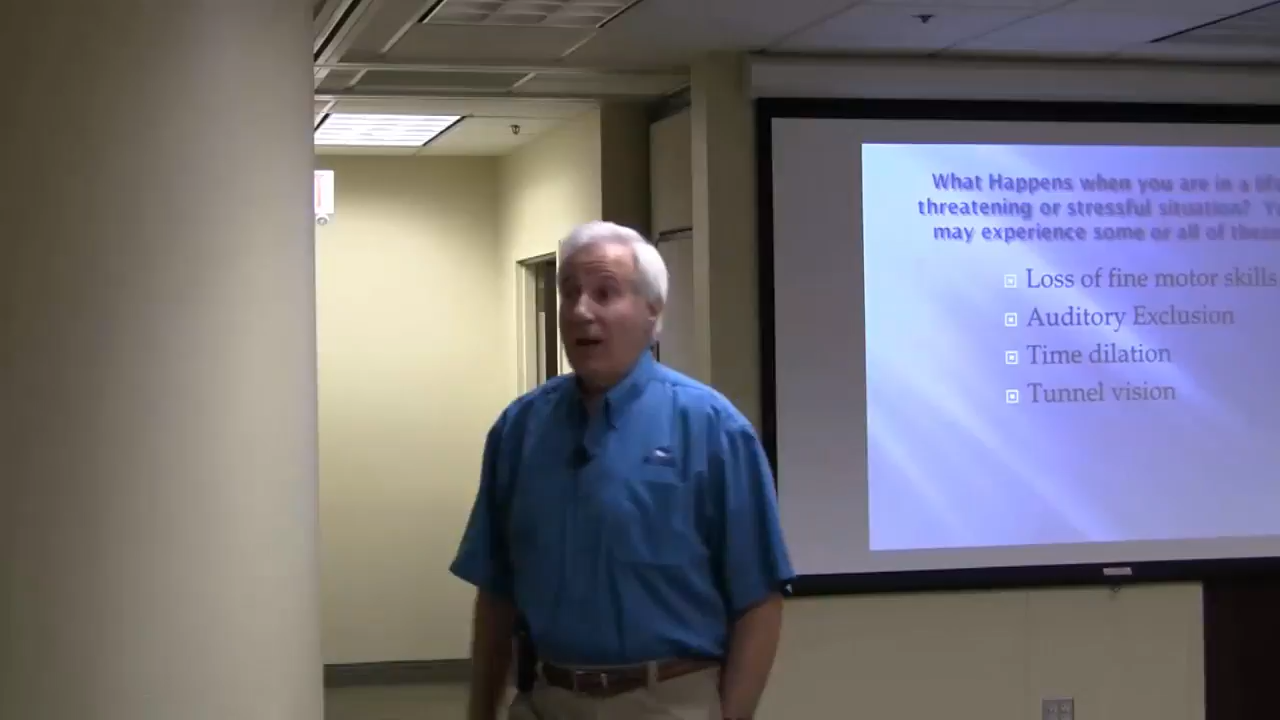 What Happens when you are in a
threatening or stressful situation?
may experience some or all of these
Loss of fine motor skills
Auditory Exclusion
Time dilation
Tunnel vision